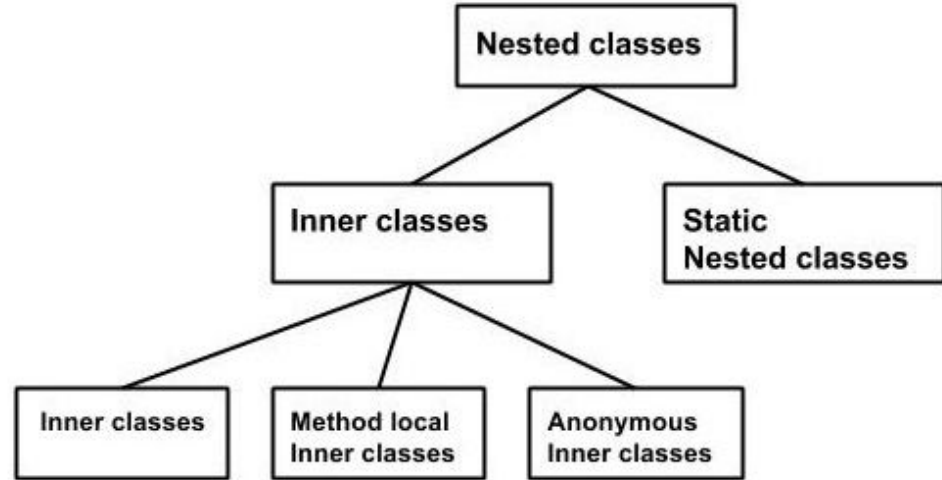 Nested classes
Inner classes
Static
Nested classes
Inner classes
Method local
Inner classes
Anonymous
Inner classes